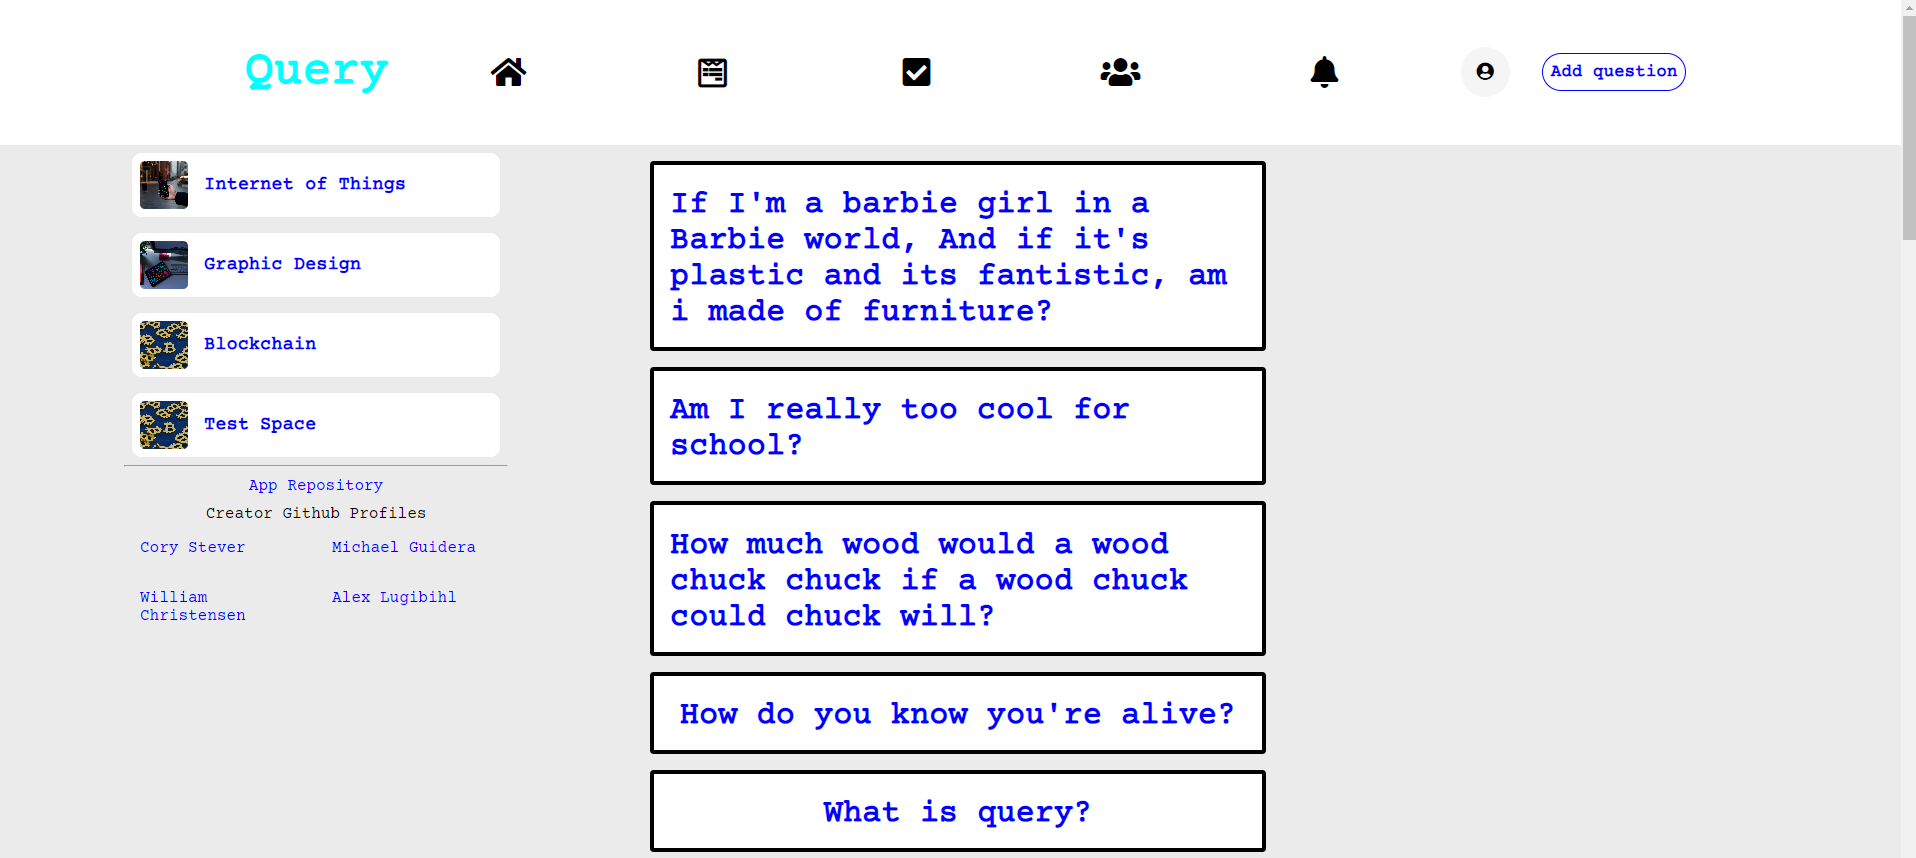 Query
Add question
Internet of Things
Graphic Design
Blockchain
Test Space
App Repository
Creator Github Profiles
Cory Stever
Michael Guidera
William
Christensen
Alex Lugibihl
If I'm a barbie girl in a
Barbie world, And if it's
plastic and its fantistic, am
i made of furniture?
Am I really too cool for
school?
How much wood would a wood
chuck chuck if a wood chuck
could chuck will?
How do you know you're alive?
What is query?